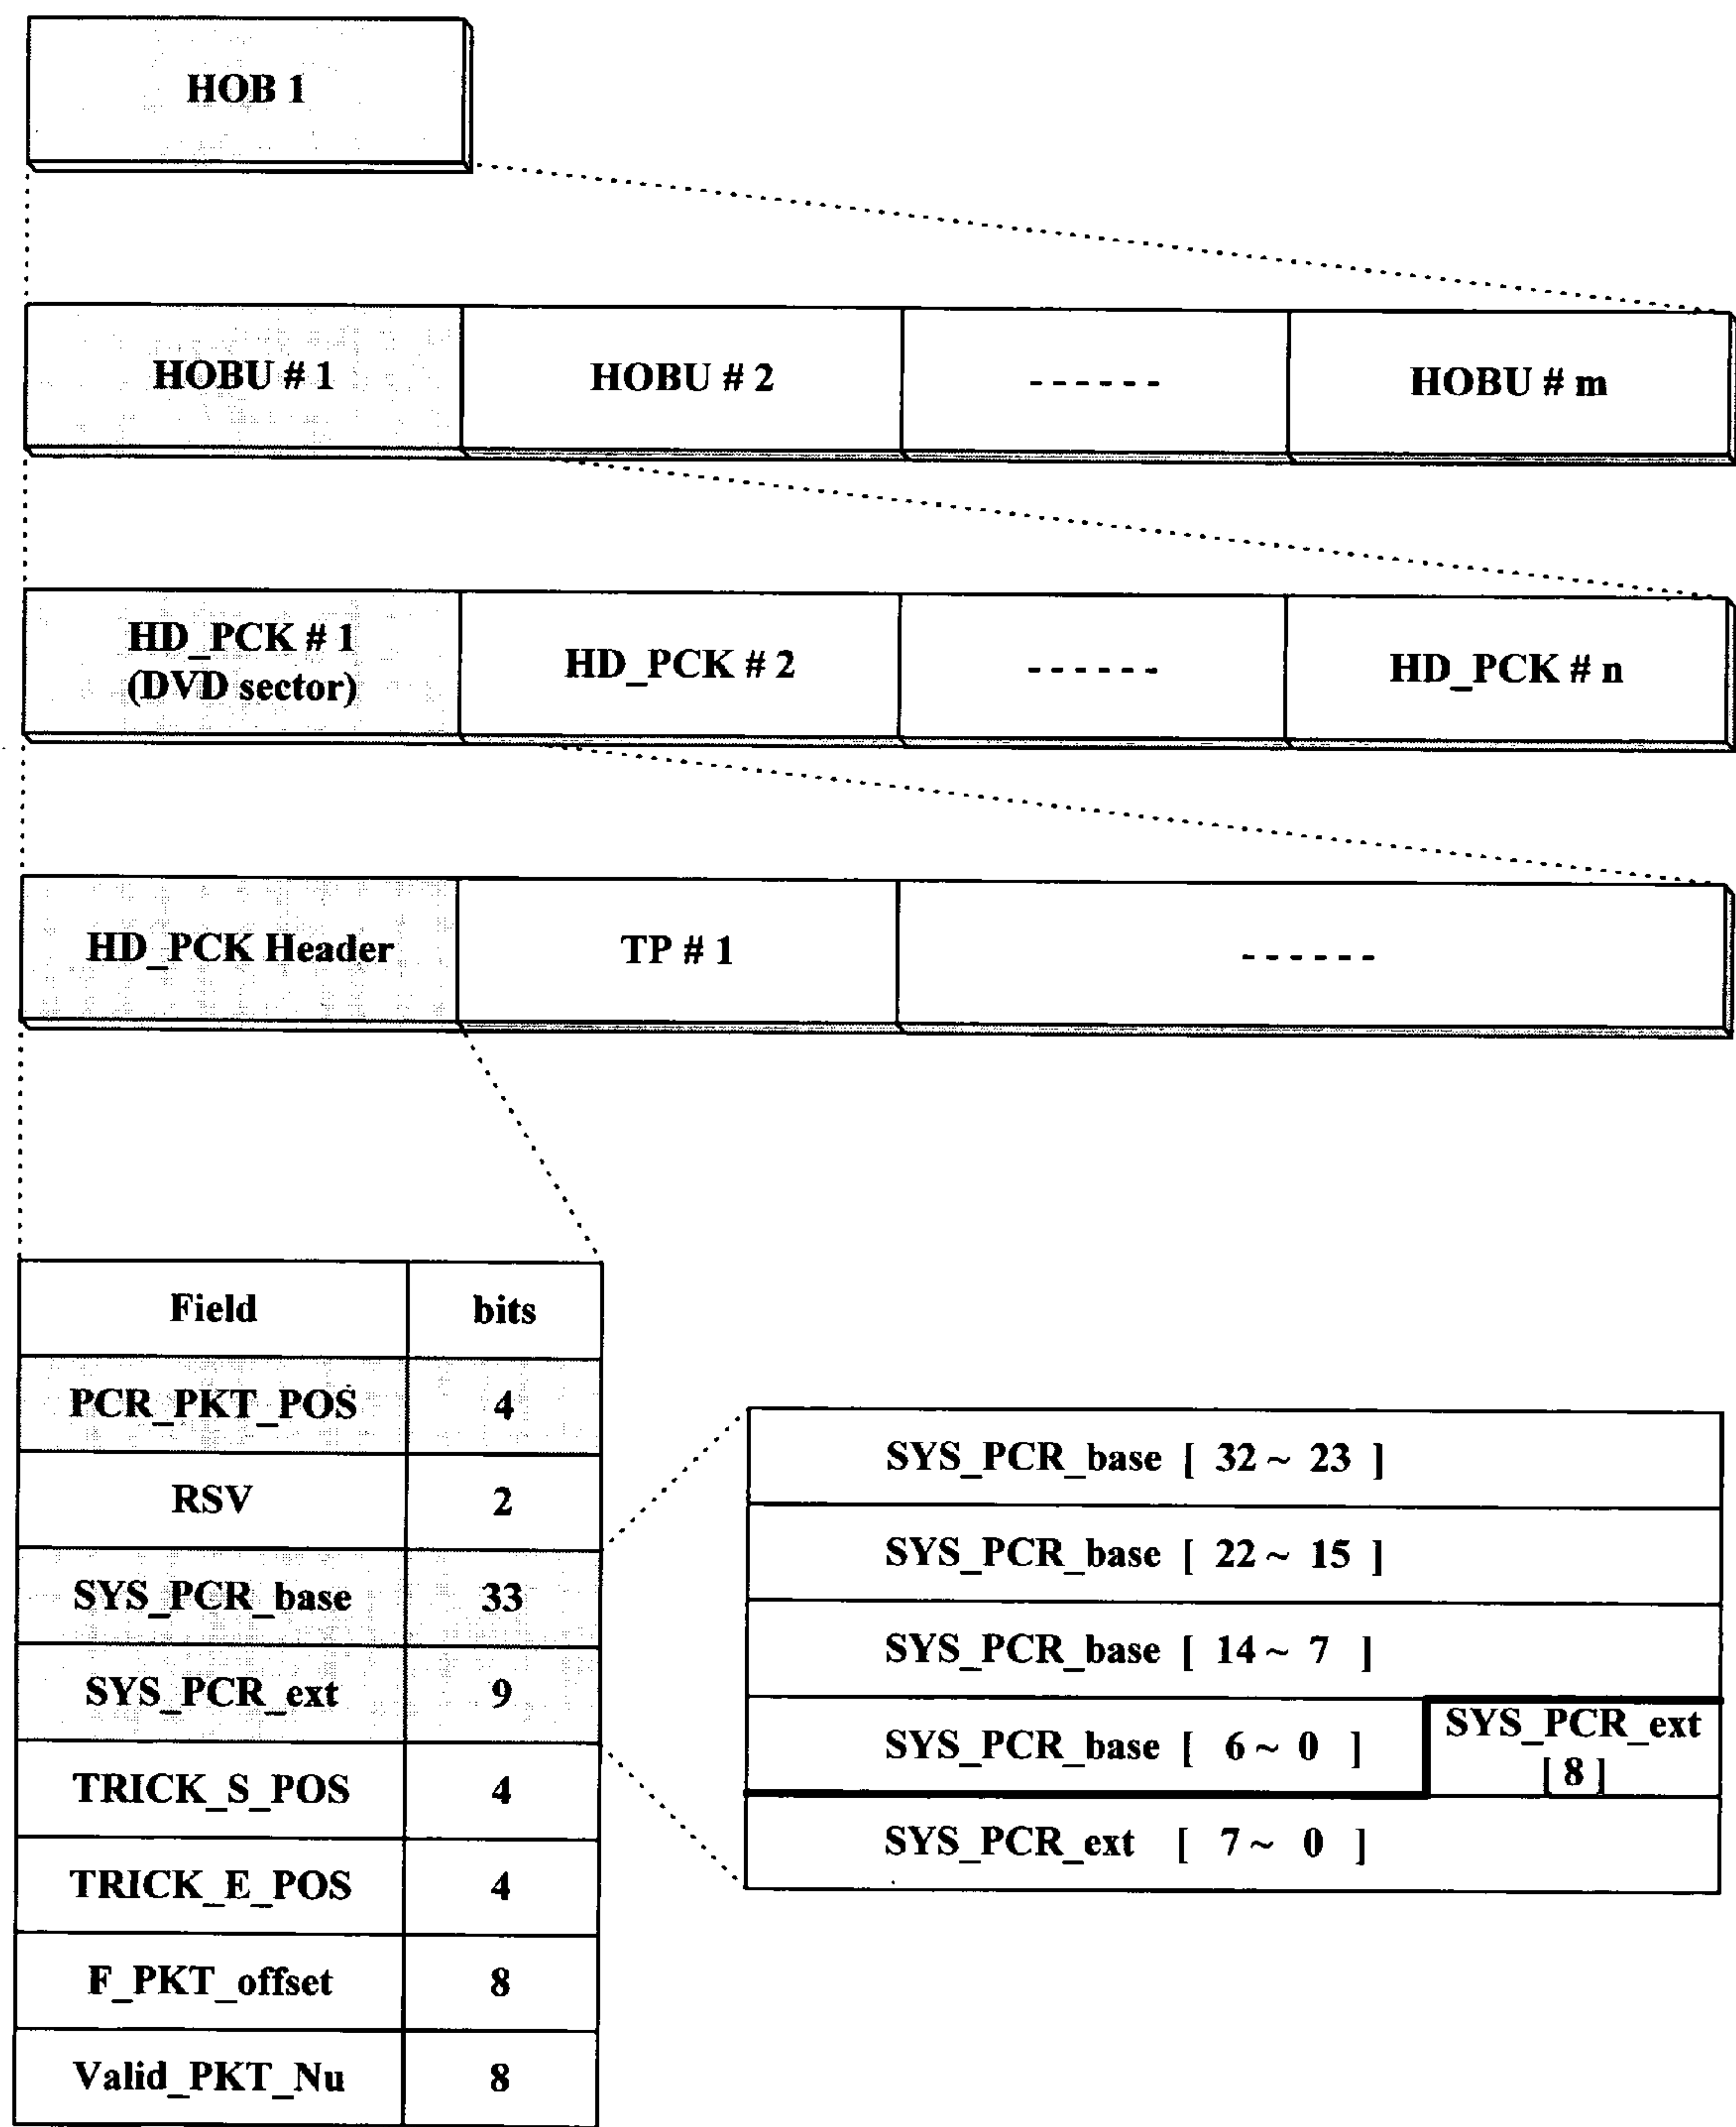 HOB 1
HOBU # 1 HOBU # 2 ------ HOBU # m
HD_PCK # 1
(DVD sector) HD_PCK # 2 ------ HD_PCK # n
HD_PCK Header TP # 1 ------
Field bits
PCR_PKT_POS 4
RSV 2
SYS_PCR_base 33
SYS_PCR_ext 9
TRICK_S_POS 4
TRICK_E_POS 4
F_PKT_offset 8
Valid_PKT_Nu 8
SYS_PCR_base [ 32 ~ 23 ]
SYS_PCR_base [ 22 ~ 15 ]
SYS_PCR_base [ 14 ~ 7 ]
SYS_PCR_base [ 6 ~ 0 ] SYS_PCR_ext
[ 8 ]
SYS_PCR_ext [ 7 ~ 0 ]